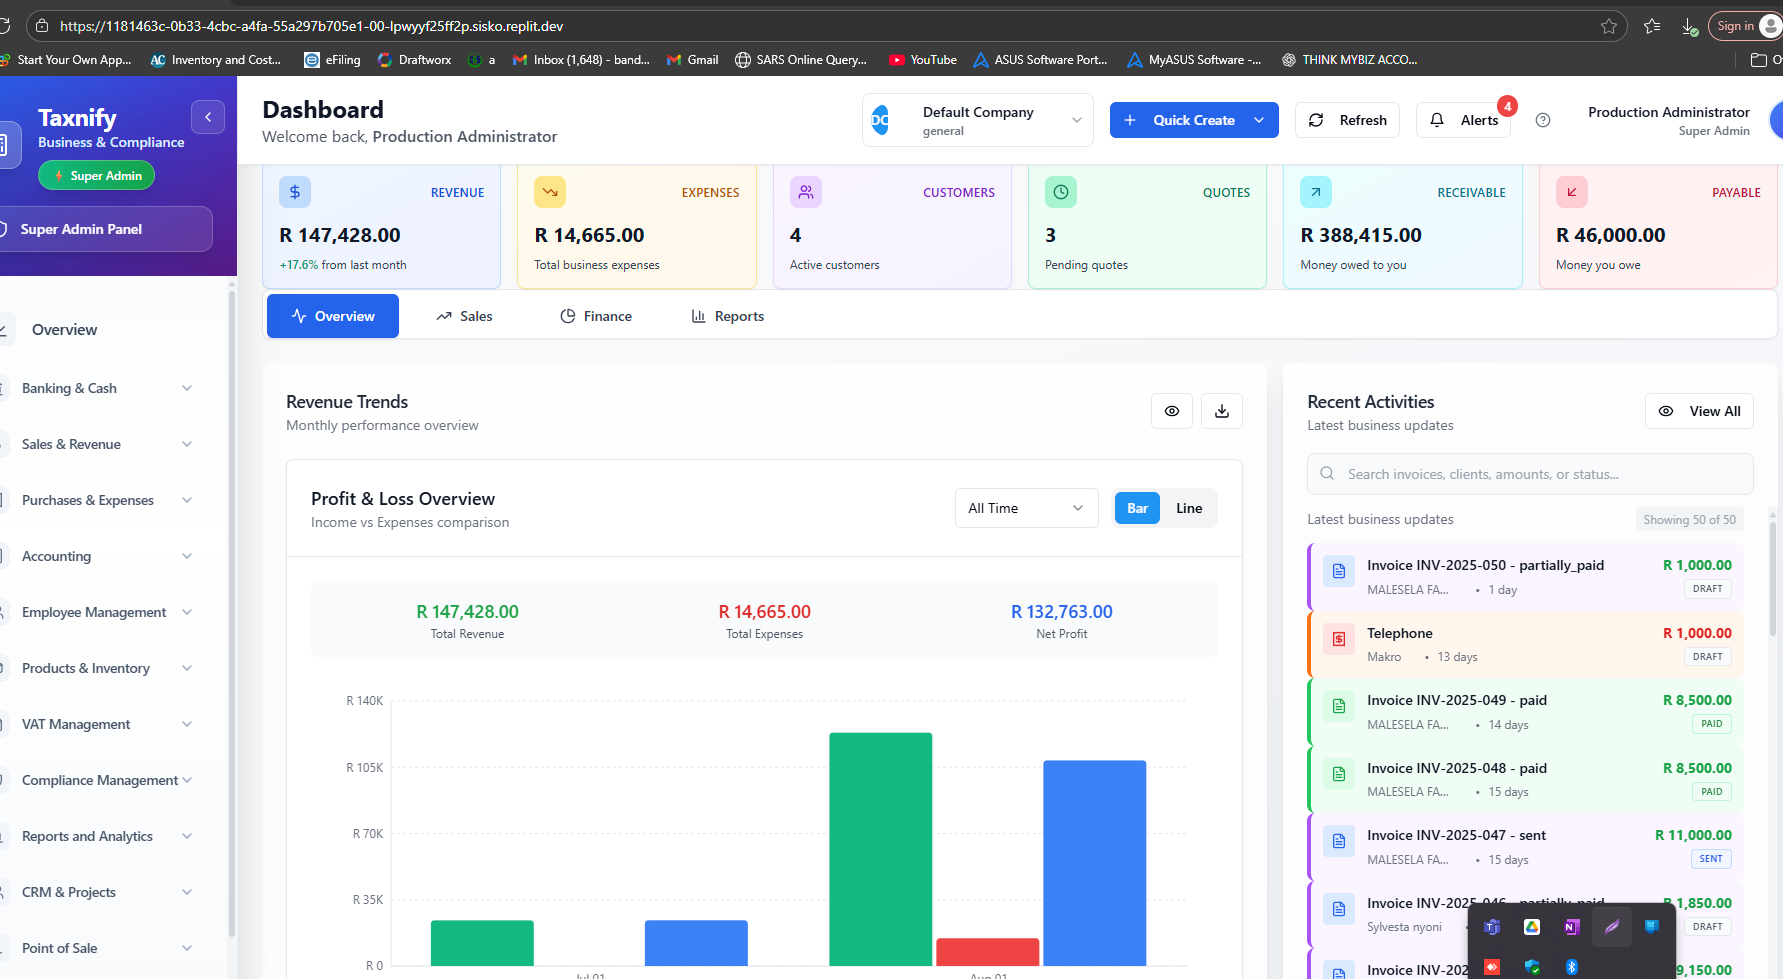 https://1181463c-0b33-4cbc-a4fa-55a297b705e1-00-lpwyyf25ff2p.sisko.replit.dev
Sign in
Start Your Own App...
AC Inventory and Cost...
eFiling
Draftworx
a
Inbox (1,648) - band...
Gmail
SARS Online Query...
YouTube
ASUS Software Port...
MyASUS Software -...
THINK MYBIZ ACCO...
Taxnify
Business & Compliance
Super Admin
Super Admin Panel
Overview
Banking & Cash
Sales & Revenue
Purchases & Expenses
Accounting
Employee Management
Products & Inventory
VAT Management
Compliance Management
Reports and Analytics
CRM & Projects
Point of Sale
Dashboard
Welcome back, Production Administrator
DC
Default Company
general
Quick Create
Refresh
Alerts
4
Production Administrator
Super Admin
REVENUE
R 147,428.00
+17.6% from last month
EXPENSES
R 14,665.00
Total business expenses
CUSTOMERS
4
Active customers
QUOTES
3
Pending quotes
RECEIVABLE
R 388,415.00
Money owed to you
PAYABLE
R 46,000.00
Money you owe
Overview
Sales
Finance
Reports
Revenue Trends
Monthly performance overview
Profit & Loss Overview
Income vs Expenses comparison
All Time
Bar
Line
R 147,428.00
Total Revenue
R 14,665.00
Total Expenses
R 132,763.00
Net Profit
R 140K
R 105K
R 70K
R 35K
R 0
Jul 01
Aug 01
Recent Activities
Latest business updates
View All
Search invoices, clients, amounts, or status...
Latest business updates
Showing 50 of 50
Invoice INV-2025-050 - partially_paid
R 1,000.00
MALESELA FA... • 1 day
DRAFT
Telephone
R 1,000.00
Makro • 13 days
DRAFT
Invoice INV-2025-049 - paid
R 8,500.00
MALESELA FA... • 14 days
PAID
Invoice INV-2025-048 - paid
R 8,500.00
MALESELA FA... • 15 days
PAID
Invoice INV-2025-047 - sent
R 11,000.00
MALESELA FA... • 15 days
SENT
Invoice INV-2025-046 - partially_paid
1,850.00
Sylvesta nyoni •
DRAFT
Invoice INV-202
9,150.00